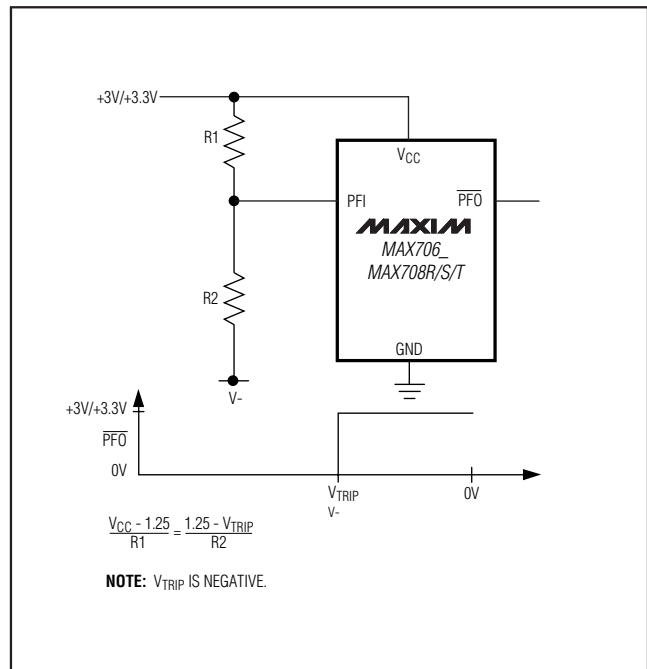 +3V/+3.3V
R1
VCC
PFI
PFO
MAXIM
MAX706_
MAX708R/S/T
R2
GND
V-
+3V/+3.3V
PFO
0V
VTRIP
V-
0V
VCC - 1.25
R1
=
1.25 - VTRIP
R2
NOTE: VTRIP IS NEGATIVE.